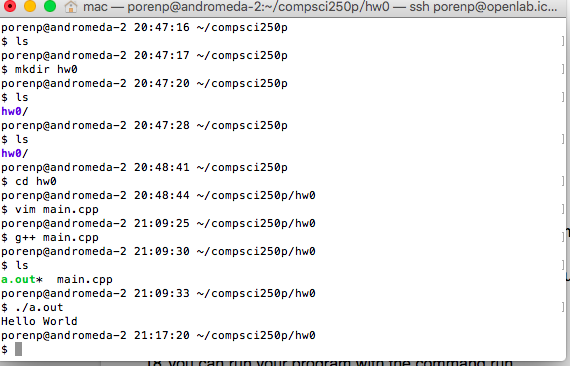 mac — porenp@andromeda-2:~/compsci250p/hw0 — ssh porenp@openlab.ic...
porenp@andromeda-2 20:47:16 ~/compsci250p
$ ls
porenp@andromeda-2 20:47:17 ~/compsci250p
$ mkdir hw0
porenp@andromeda-2 20:47:20 ~/compsci250p
$ ls
hw0/
porenp@andromeda-2 20:47:28 ~/compsci250p
$ ls
hw0/
porenp@andromeda-2 20:48:41 ~/compsci250p
$ cd hw0
porenp@andromeda-2 20:48:44 ~/compsci250p/hw0
$ vim main.cpp
porenp@andromeda-2 21:09:25 ~/compsci250p/hw0
$ g++ main.cpp
porenp@andromeda-2 21:09:30 ~/compsci250p/hw0
$ ls
a.out*  main.cpp
porenp@andromeda-2 21:09:33 ~/compsci250p/hw0
$ ./a.out
Hello World
porenp@andromeda-2 21:17:20 ~/compsci250p/hw0
$
you can run your program with the command run